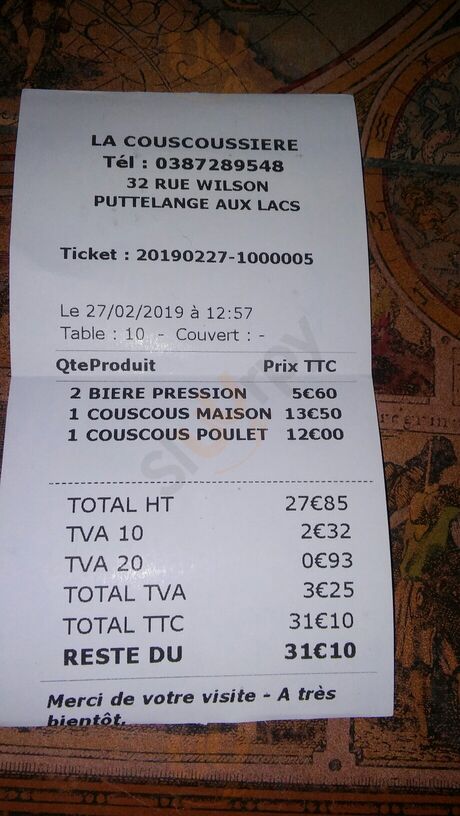 LA COUSCOUSSIERE
Tél : 0387289548
32 RUE WILSON
PUTTELANGE AUX LACS
Ticket : 20190227-1000005
Le 27/02/2019 à 12:57
Table : 10 - Couvert : -
QteProduit Prix TTC
2 BIERE PRESSION 5€60
1 COUSCOUS MAISON 13€50
1 COUSCOUS POULET 12€00
TOTAL HT 27€85
TVA 10 2€32
TVA 20 0€93
TOTAL TVA 3€25
TOTAL TTC 31€10
RESTE DU 31€10
Merci de votre visite - A très
bientôt.